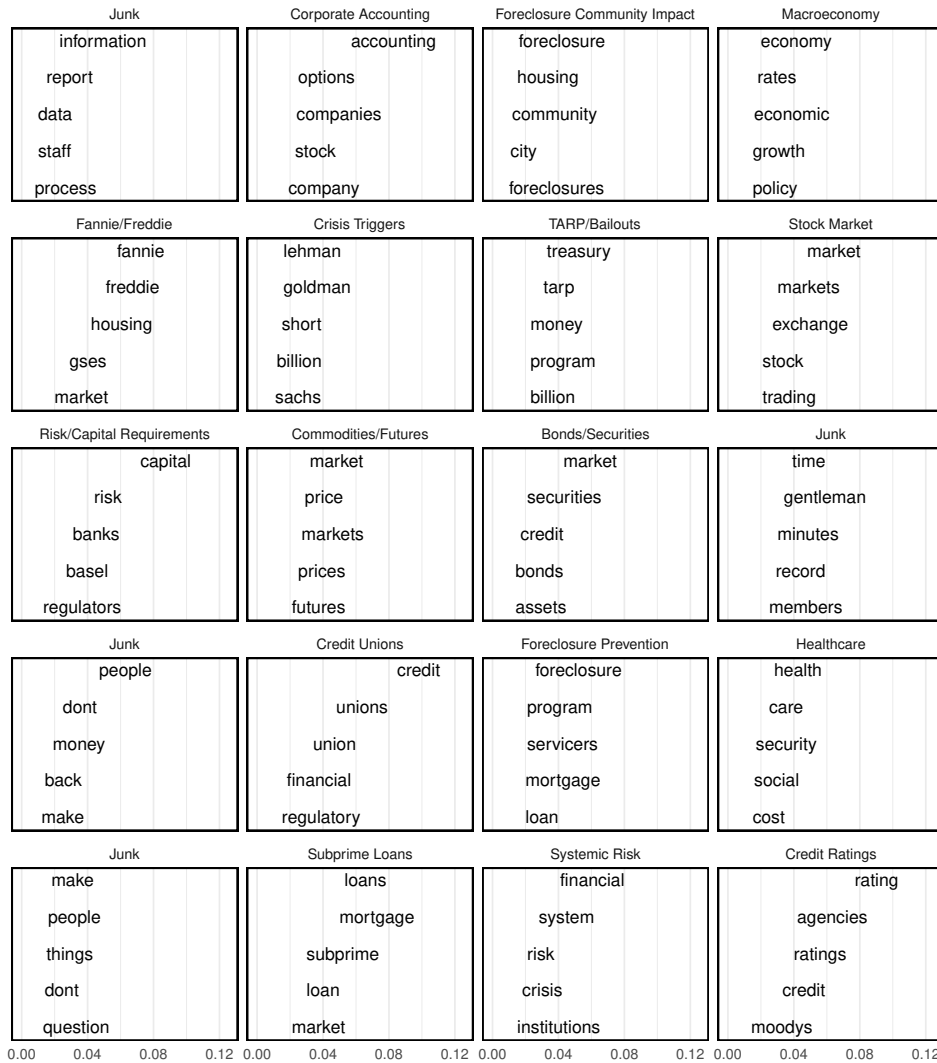 Junk Corporate Accounting Foreclosure Community Impact Macroeconomy
information accounting foreclosure economy
report options housing rates
data companies community economic
staff stock city growth
process company foreclosures policy
Fannie/Freddie Crisis Triggers TARP/Bailouts Stock Market
fannie lehman treasury market
freddie goldman tarp markets
housing short money exchange
gses billion program stock
market sachs billion trading
Risk/Capital Requirements Commodities/Futures Bonds/Securities Junk
capital market market time
risk price securities gentleman
banks markets credit minutes
basel prices bonds record
regulators futures assets members
Junk Credit Unions Foreclosure Prevention Healthcare
people credit foreclosure health
dont unions program care
money union servicers security
back financial mortgage social
make regulatory loan cost
Junk Subprime Loans Systemic Risk Credit Ratings
make loans financial rating
people mortgage system agencies
things subprime risk ratings
dont loan crisis credit
question market institutions moodys
0.00 0.04 0.08 0.12 0.00 0.04 0.08 0.12 0.00 0.04 0.08 0.12 0.00 0.04 0.08 0.12